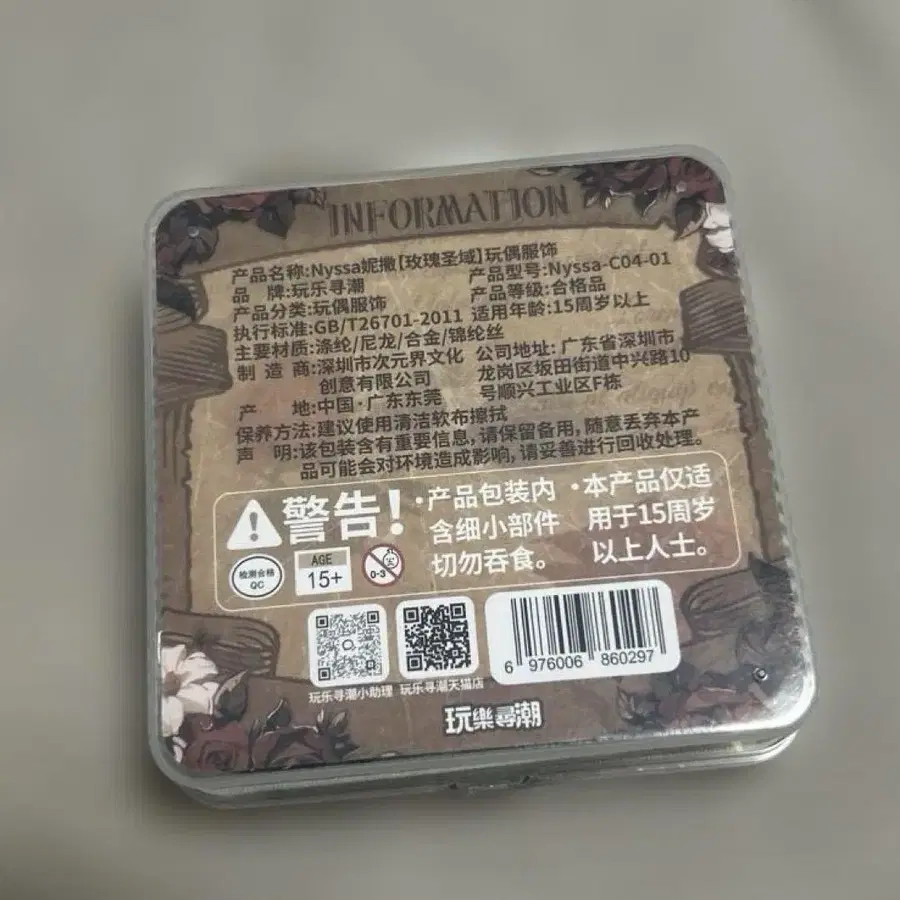 INFORMATION
产品名称:Nyssa妮撒【玫瑰圣域】玩偶服饰
品 牌:玩乐寻潮 产品型号:Nyssa-C04-01
产品分类:玩偶服饰 产品等级:合格品
执行标准:GB/T26701-2011 适用年龄:15周岁以上
主要材质:涤纶/尼龙/合金/锦纶丝
制 造 商:深圳市次元界文化创意有限公司
公司地址:广东省深圳市龙岗区坂田街道中兴路10号顺兴工业区F栋
产 地:中国·广东东莞
保养方法:建议使用清洁软布擦拭
声 明:该包装含有重要信息,请保留备用,随意丢弃本产
品可能会对环境造成影响,请妥善进行回收处理。
警告!
·产品包装内
含细小部件
切勿吞食。
·本产品仅适
用于15周岁
以上人士。
检测合格
QC
AGE
15+
0-3
玩乐寻潮小助理 玩乐寻潮天猫店
6 976006 860297
玩樂尋潮